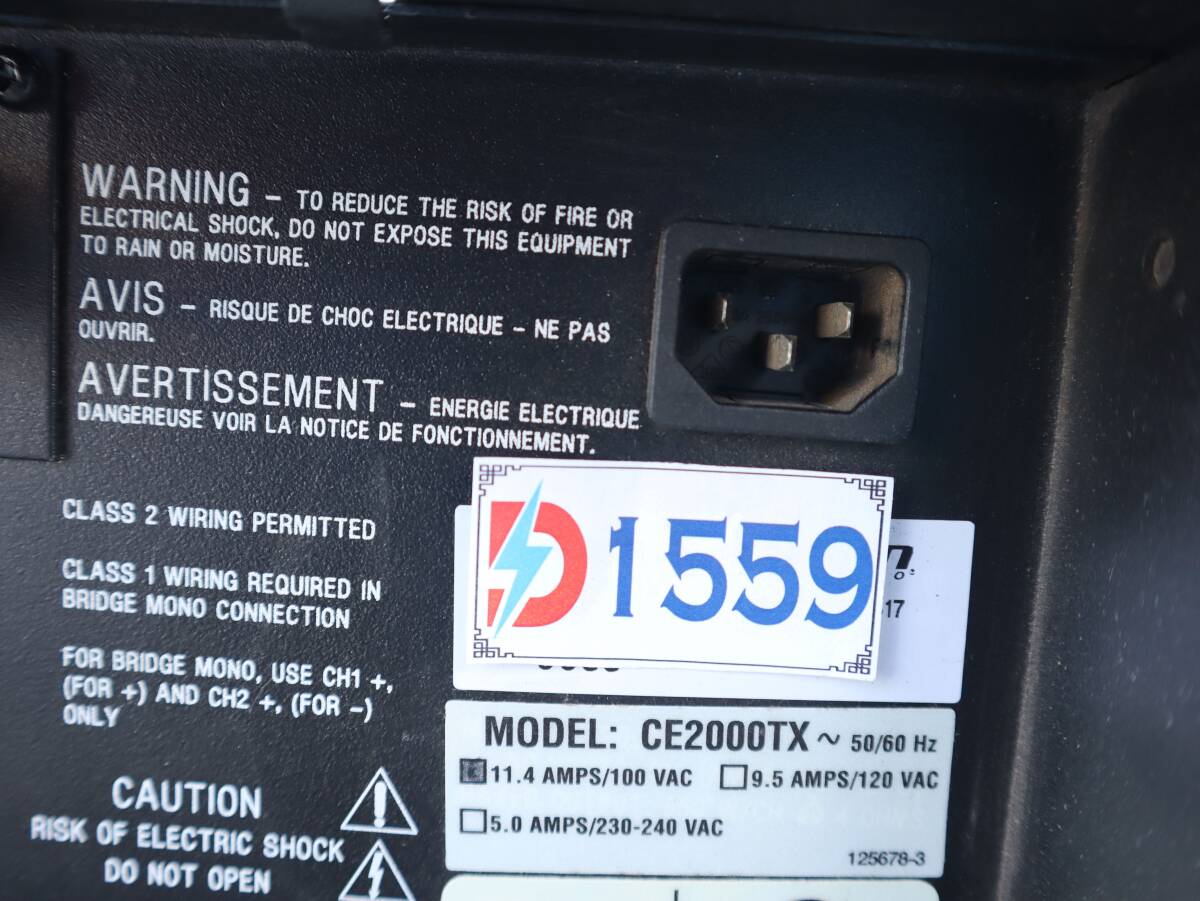 WARNING – TO REDUCE THE RISK OF FIRE OR
ELECTRICAL SHOCK, DO NOT EXPOSE THIS EQUIPMENT
TO RAIN OR MOISTURE.
AVIS – RISQUE DE CHOC ELECTRIQUE – NE PAS
OUVRIR.
AVERTISSEMENT – ENERGIE ELECTRIQUE
DANGEREUSE VOIR LA NOTICE DE FONCTIONNEMENT.
CLASS 2 WIRING PERMITTED
CLASS 1 WIRING REQUIRED IN
BRIDGE MONO CONNECTION
FOR BRIDGE MONO, USE CH1 +,
(FOR +) AND CH2 +, (FOR –)
ONLY
CAUTION
RISK OF ELECTRIC SHOCK
DO NOT OPEN
D 1559
17
MODEL: CE2000TX ~ 50/60 Hz
11.4 AMPS/100 VAC 9.5 AMPS/120 VAC
5.0 AMPS/230-240 VAC
125678-3